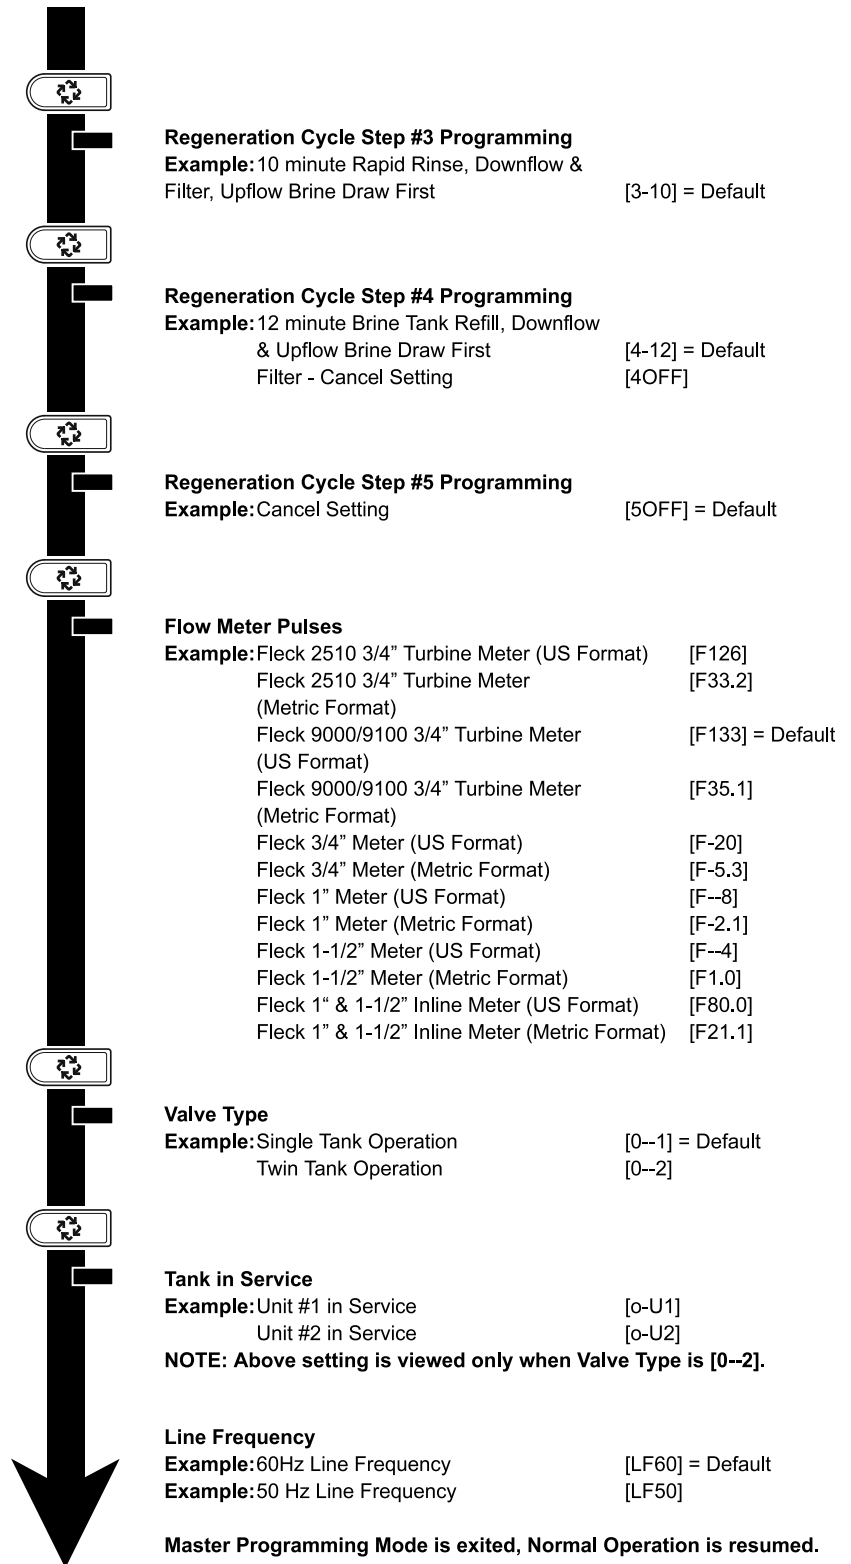 Regeneration Cycle Step #3 Programming
Example: 10 minute Rapid Rinse, Downflow &
Filter, Upflow Brine Draw First [3-10] = Default
Regeneration Cycle Step #4 Programming
Example: 12 minute Brine Tank Refill, Downflow
& Upflow Brine Draw First [4-12] = Default
Filter - Cancel Setting [4OFF]
Regeneration Cycle Step #5 Programming
Example: Cancel Setting [5OFF] = Default
Flow Meter Pulses
Example: Fleck 2510 3/4” Turbine Meter (US Format) [F126]
Fleck 2510 3/4” Turbine Meter [F33.2]
(Metric Format)
Fleck 9000/9100 3/4” Turbine Meter [F133] = Default
(US Format)
Fleck 9000/9100 3/4” Turbine Meter [F35.1]
(Metric Format)
Fleck 3/4” Meter (US Format) [F-20]
Fleck 3/4” Meter (Metric Format) [F-5.3]
Fleck 1” Meter (US Format) [F--8]
Fleck 1” Meter (Metric Format) [F-2.1]
Fleck 1-1/2” Meter (US Format) [F--4]
Fleck 1-1/2” Meter (Metric Format) [F1.0]
Fleck 1“ & 1-1/2” Inline Meter (US Format) [F80.0]
Fleck 1” & 1-1/2” Inline Meter (Metric Format) [F21.1]
Valve Type
Example: Single Tank Operation [0--1] = Default
Twin Tank Operation [0--2]
Tank in Service
Example: Unit #1 in Service [o-U1]
Unit #2 in Service [o-U2]
NOTE: Above setting is viewed only when Valve Type is [0--2].
Line Frequency
Example: 60Hz Line Frequency [LF60] = Default
Example: 50 Hz Line Frequency [LF50]
Master Programming Mode is exited, Normal Operation is resumed.